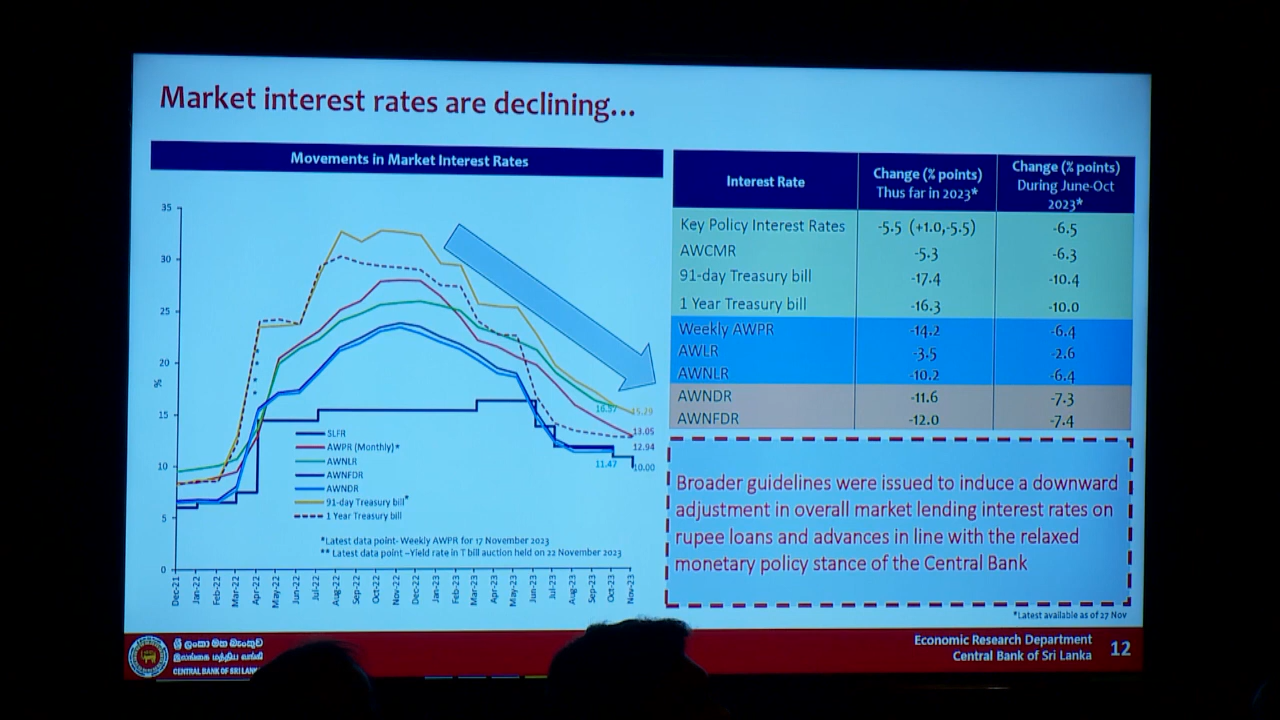 Market interest rates are declining...
Movements in Market Interest Rates
35
30
25
20
15
10
5
0
%
16.57
15.29
13.05
12.94
11.47
10.00
SLFR
AWPR (Monthly)*
AWNLR
AWNFDR
AWNDR
91-day Treasury bill*
1 Year Treasury bill
*Latest data point- Weekly AWPR for 17 November 2023
** Latest data point –Yield rate in T bill auction held on 22 November 2023
Dec-21 Jan-22 Feb-22 Mar-22 Apr-22 May-22 Jun-22 Jul-22 Aug-22 Sep-22 Oct-22 Nov-22 Dec-22 Jan-23 Feb-23 Mar-23 Apr-23 May-23 Jun-23 Jul-23 Aug-23 Sep-23 Oct-23 Nov-23
Interest Rate Change (% points) Thus far in 2023* Change (% points) During June-Oct 2023*
Key Policy Interest Rates -5.5 (+1.0,-5.5) -6.5
AWCMR -5.3 -6.3
91-day Treasury bill -17.4 -10.4
1 Year Treasury bill -16.3 -10.0
Weekly AWPR -14.2 -6.4
AWLR -3.5 -2.6
AWNLR -10.2 -6.4
AWNDR -11.6 -7.3
AWNFDR -12.0 -7.4
Broader guidelines were issued to induce a downward
adjustment in overall market lending interest rates on
rupee loans and advances in line with the relaxed
monetary policy stance of the Central Bank
*Latest available as of 27 Nov
ශ්‍රී ලංකා මහ බැංකුව
இலங்கை மத்திய வங்கி
CENTRAL BANK OF SRI
Economic Research Department
Central Bank of Sri Lanka
12